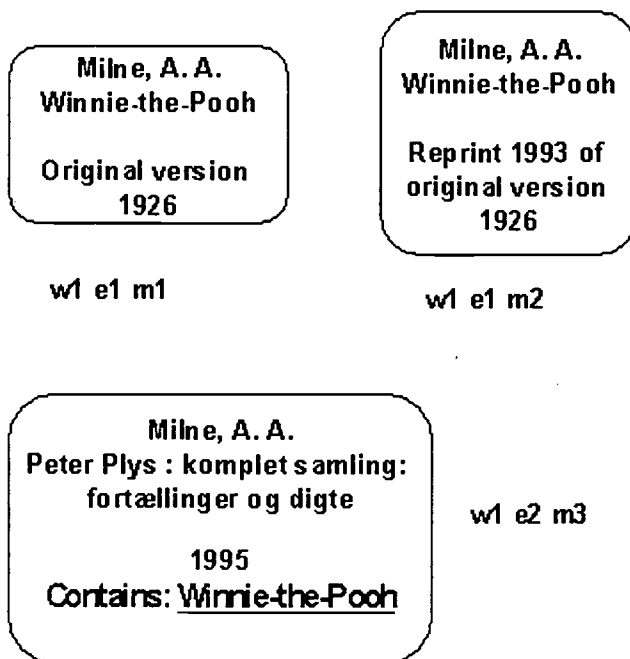 Milne, A. A.
Winnie-the-Pooh
Original version
1926
w1 e1 m1
Milne, A. A.
Winnie-the-Pooh
Reprint 1993 of
original version
1926
w1 e1 m2
Milne, A. A.
Peter Plys : komplet samling:
fortællinger og digte
1995
Contains: Winnie-the-Pooh
w1 e2 m3